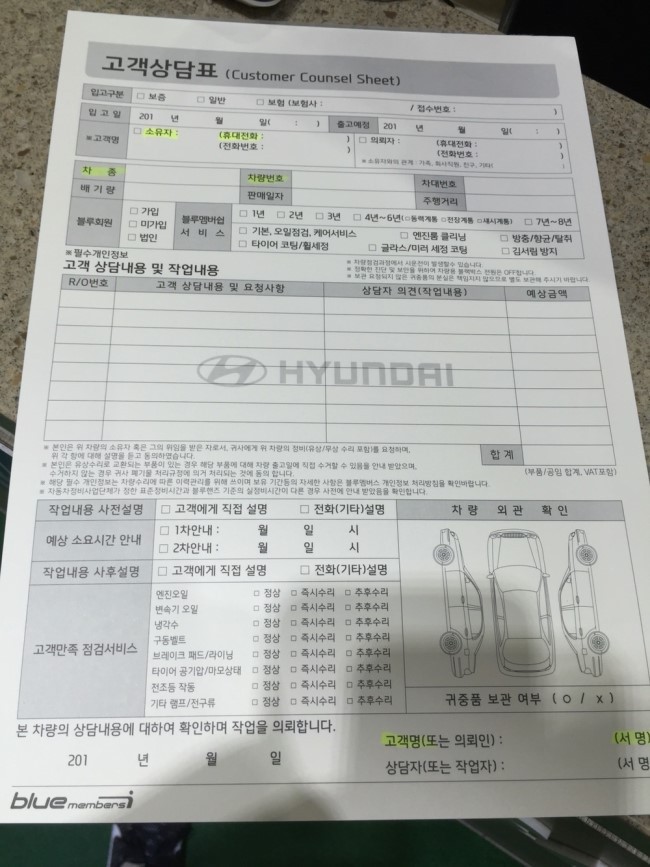 고객상담표 (Customer Counsel Sheet)
입고구분 □ 보증 □ 일반 □ 보험 (보험사 : / 접수번호 : )
입 고 일 201 년 월 일( : ) 출고예정 201 년 월 일( : )
※고객명 □ 소유자 : (휴대전화 : ) □ 의뢰자 : (휴대전화 : )
(전화번호 : ) (전화번호 : )
※ 소유자와의 관계 : 가족, 회사직원, 친구, 기타( )
차 종 차량번호 차대번호
배 기 량 판매일자 주행거리
블루회원 □ 가입 □ 미가입 □ 법인
블루멤버쉽 서 비 스 □ 1년 □ 2년 □ 3년 □ 4년~6년(□동력계통 □전장계통 □섀시계통) □ 7년~8년
□ 기본, 오일점검, 케어서비스 □ 엔진룸 클리닝 □ 방충/향균/탈취
□ 타이어 코팅/휠세정 □ 글라스/미러 세정 코팅 □ 김서림 방지
※필수개인정보
※ 차량점검과정에서 시운전이 발생할수 있습니다.
※ 정확한 진단 및 보안을 위하여 차량용 블랙박스 전원은 OFF합니다.
※ 보관 요청되지 않은 귀중품의 분실은 책임지지 않으므로 별도 보관해 주시기 바랍니다.
고객 상담내용 및 작업내용
R/O번호 고객 상담내용 및 요청사항 상담자 의견(작업내용) 예상금액
HYUNDAI
합 계
(부품/공임 합계, VAT포함)
※ 본인은 위 차량의 소유자 혹은 그의 위임을 받은 자로서, 귀사에게 위 차량의 정비(유상/무상 수리 포함)를 요청하며,
위 각 항에 대해 설명을 듣고 동의하였습니다.
※ 본인은 유상수리로 교환되는 부품이 있는 경우 해당 부품에 대해 차량 출고일에 직접 수거할 수 있음을 안내 받았으며,
수거하지 않는 경우 귀사 폐기물 처리규정에 의거 처리되는 것에 동의 합니다.
※ 해당 필수 개인정보는 차량수리에 따른 이력관리를 위해 쓰이며 보유 기간등의 자세한 사항은 블루멤버스 개인정보 처리방침을 확인바랍니다.
※ 자동차정비사업단체가 정한 표준정비시간과 블루핸즈 기준의 실정비시간이 다른 경우 사전에 안내 받았음을 확인합니다.
작업내용 사전설명 □ 고객에게 직접 설명 □ 전화(기타)설명
예상 소요시간 안내 □ 1차안내 : 월 일 시
□ 2차안내 : 월 일 시
작업내용 사후설명 □ 고객에게 직접 설명 □ 전화(기타)설명
고객만족 점검서비스
엔진오일 □ 정상 □ 즉시수리 □ 추후수리
변속기 오일 □ 정상 □ 즉시수리 □ 추후수리
냉각수 □ 정상 □ 즉시수리 □ 추후수리
구동벨트 □ 정상 □ 즉시수리 □ 추후수리
브레이크 패드/라이닝 □ 정상 □ 즉시수리 □ 추후수리
타이어 공기압/마모상태 □ 정상 □ 즉시수리 □ 추후수리
전조등 작동 □ 정상 □ 즉시수리 □ 추후수리
기타 램프/전구류 □ 정상 □ 즉시수리 □ 추후수리
차 량 외 관 확 인
귀중품 보관 여부 ( o / x )
본 차량의 상담내용에 대하여 확인하며 작업을 의뢰합니다.
201 년 월 일
고객명(또는 의뢰인) : (서 명)
상담자(또는 작업자) : (서 명)
blue members